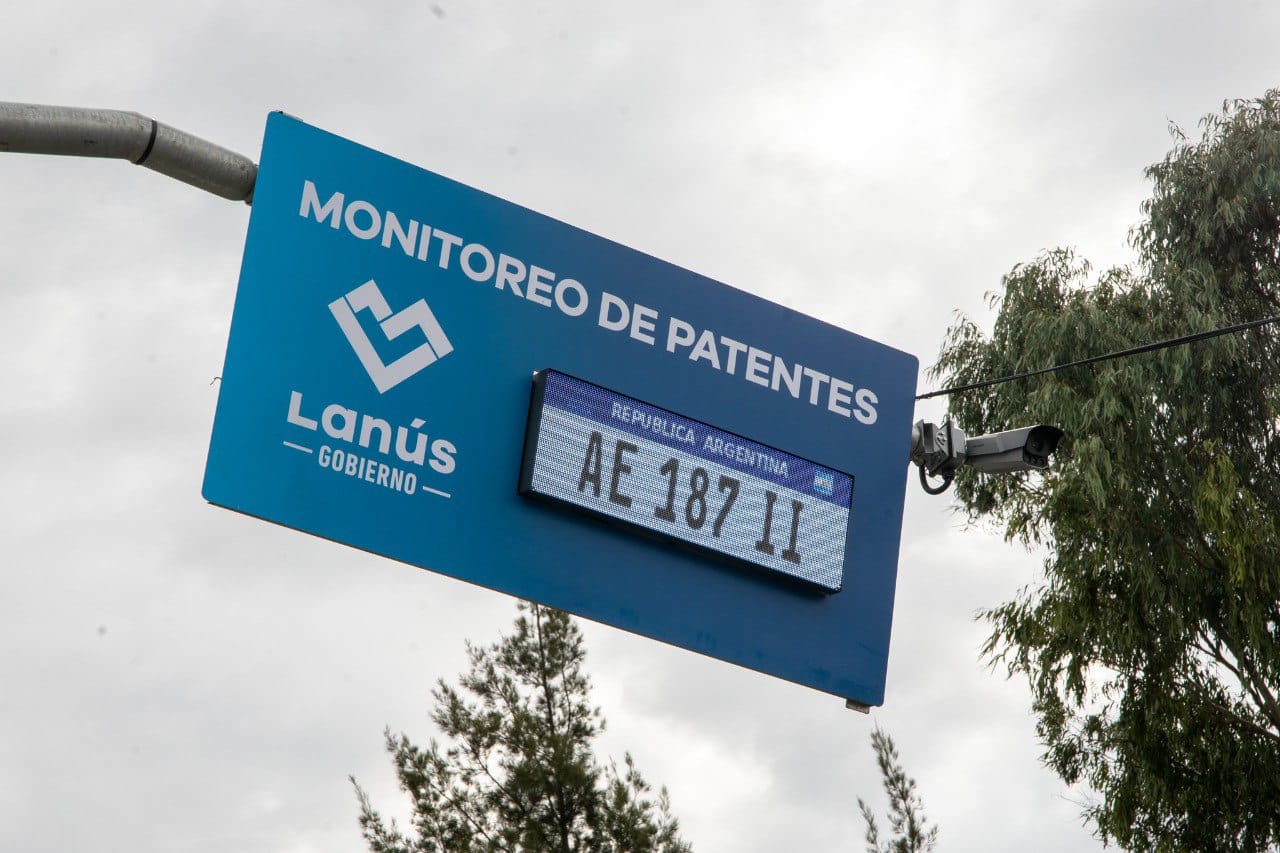 MONITOREO DE PATENTES
Lanús
GOBIERNO
REPUBLICA ARGENTINA
AE 187 II